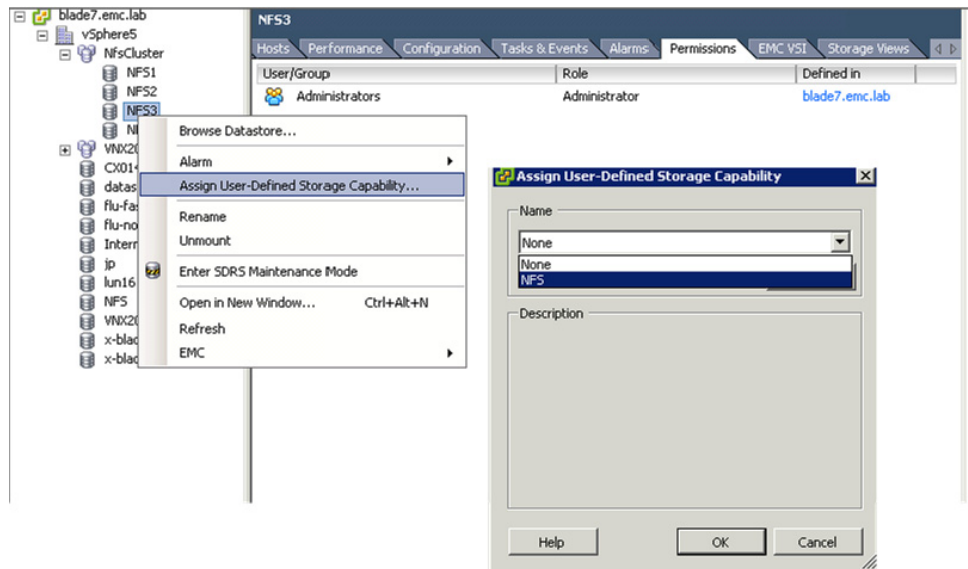 blade7.emc.lab
vSphere5
NfsCluster
NFS1
NFS2
NFS3
VNX20
CX014
datas
flu-fa
flu-no
Intern
jp
lun16
NFS
VNX20
x-blad
x-blad
NFS3
Hosts Performance Configuration Tasks & Events Alarms Permissions EMC VSI Storage Views
User/Group Role Defined in
Administrators Administrator blade7.emc.lab
Browse Datastore...
Alarm
Assign User-Defined Storage Capability...
Rename
Unmount
Enter SDRS Maintenance Mode
Open in New Window... Ctrl+Alt+N
Refresh
EMC
Assign User-Defined Storage Capability
Name
None
None
NFS
Description
Help OK Cancel